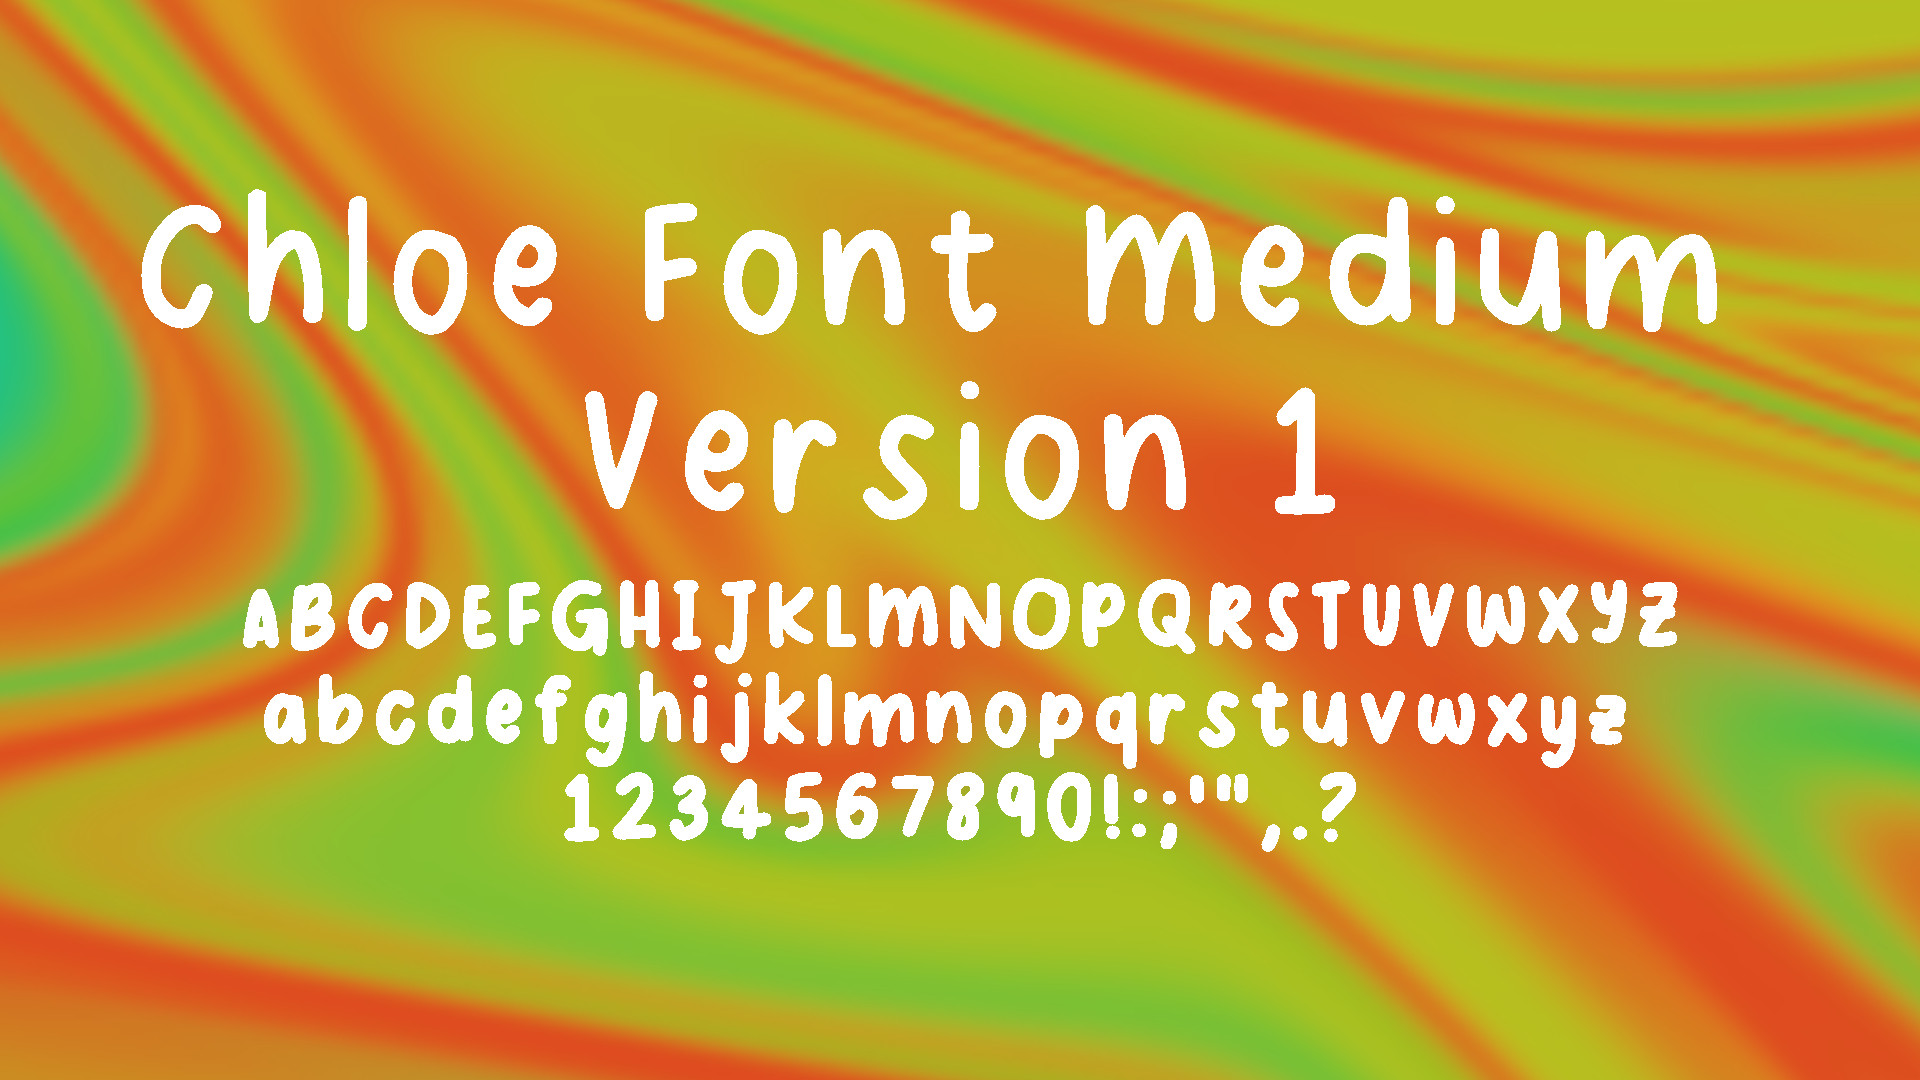 Chloe Font Medium
Version 1
ABCDEFGHIJKLMNOPQRSTUVWXYZ
abcdefghijklmnopqrstuvwxyz
1234567890!:;'",.?